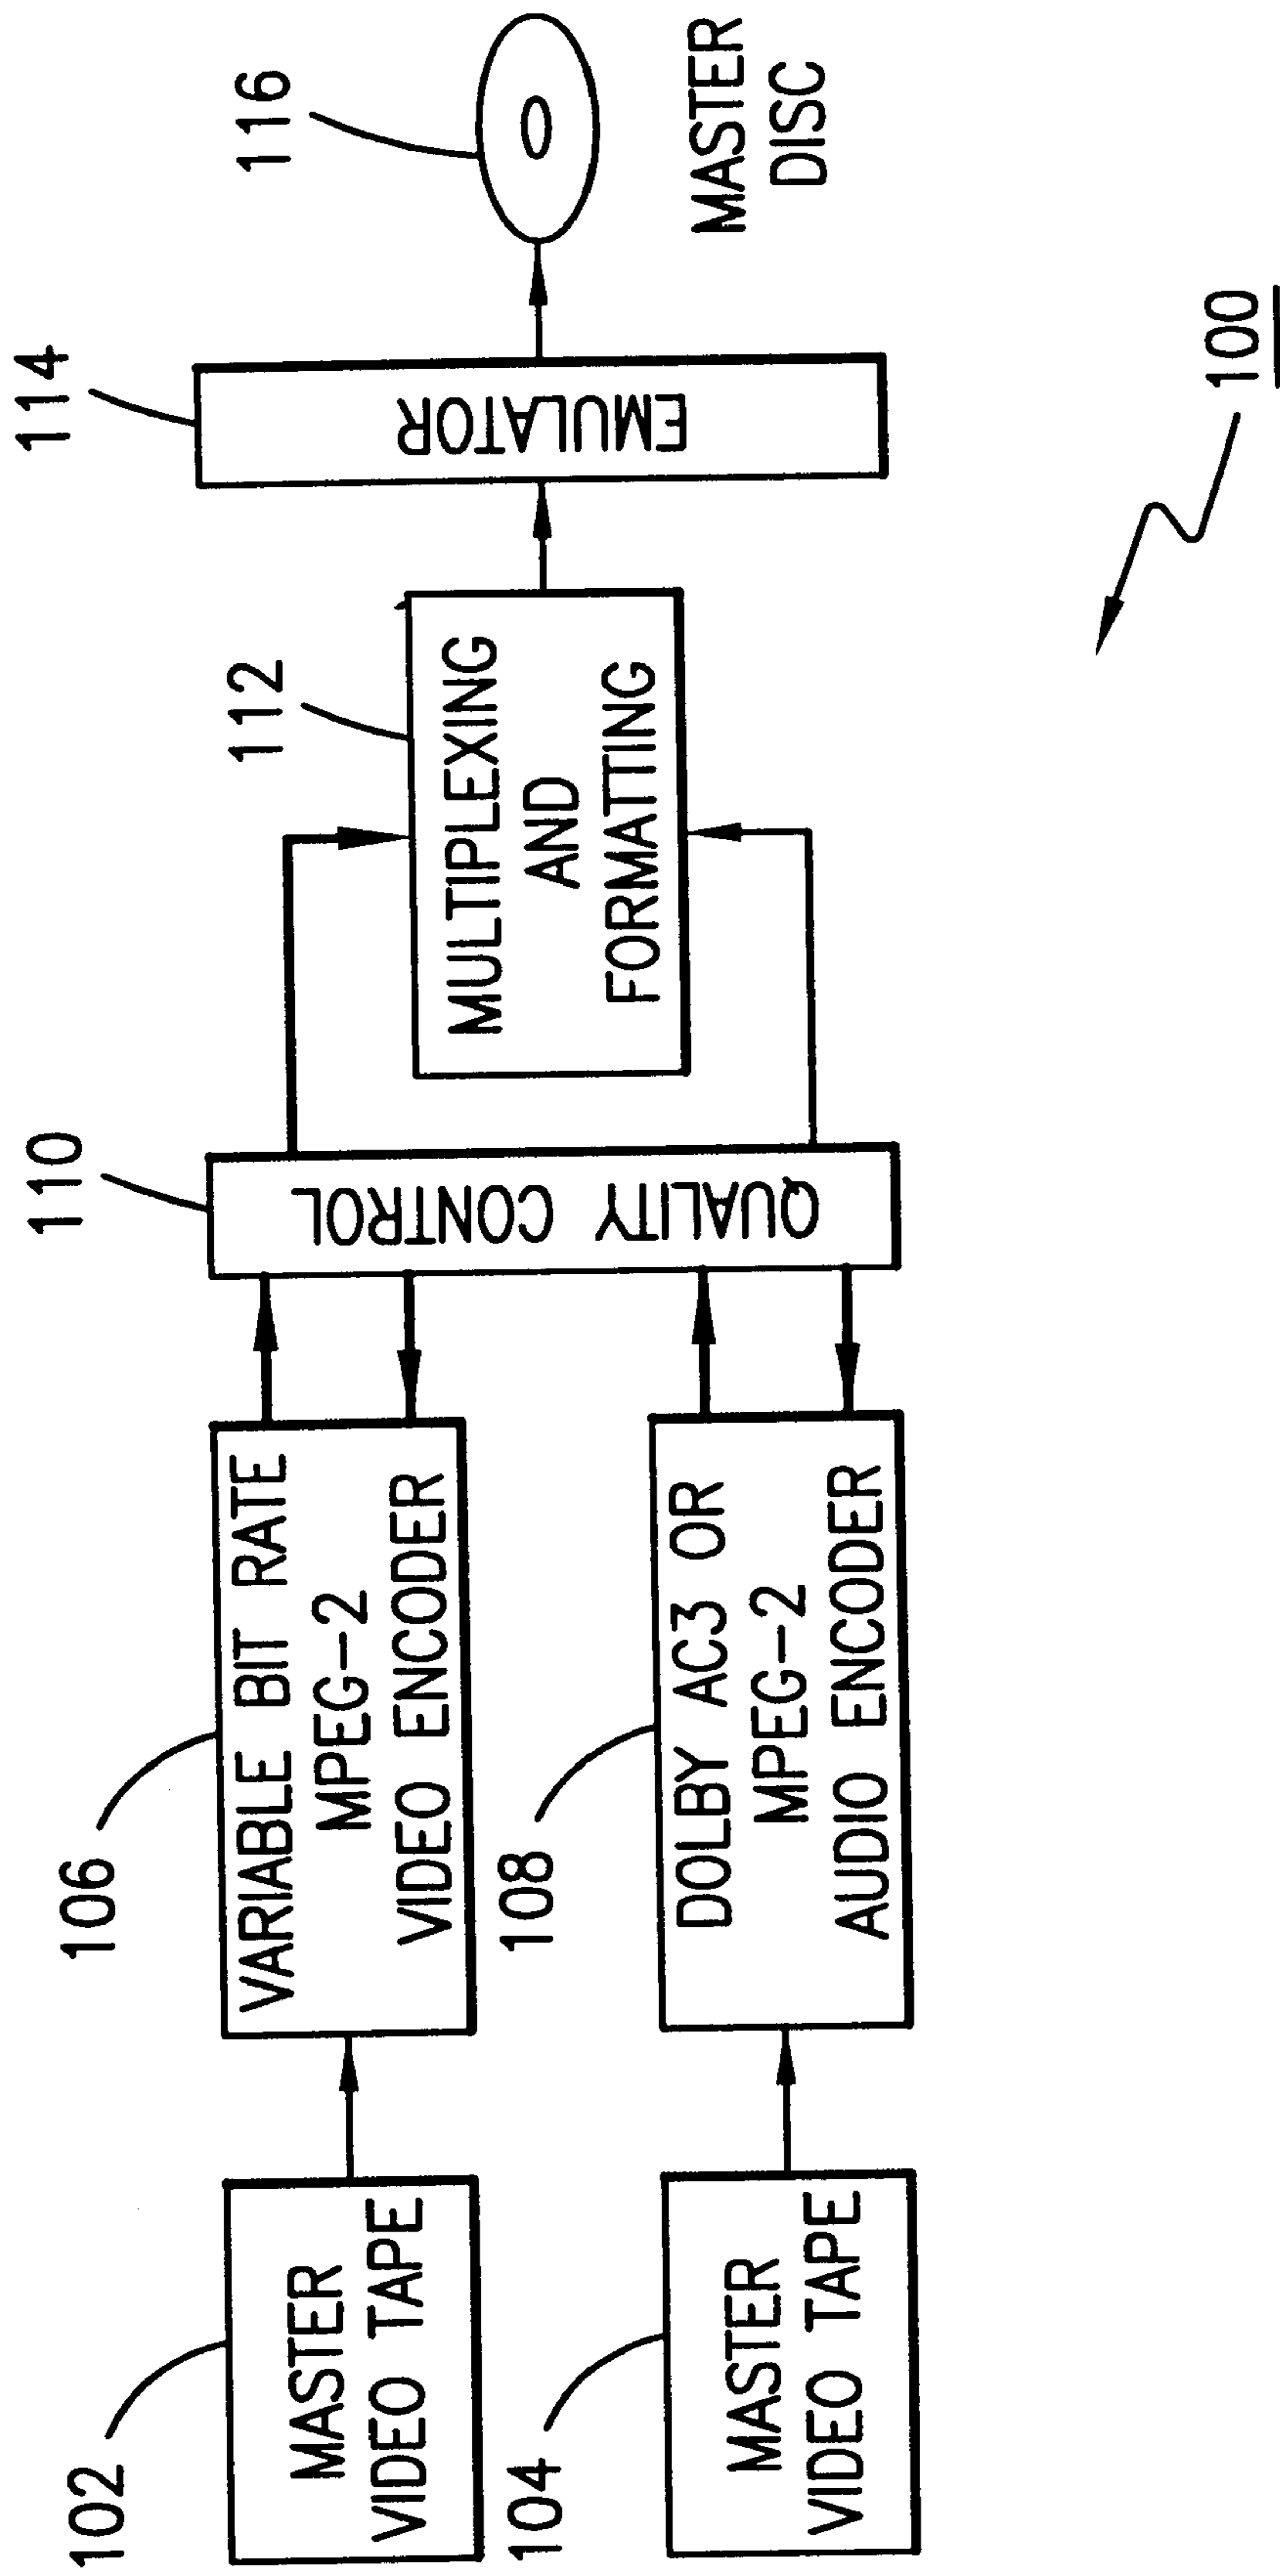 102
MASTER
VIDEO TAPE
106
VARIABLE BIT RATE
MPEG-2
VIDEO ENCODER
104
MASTER
VIDEO TAPE
108
DOLBY AC3 OR
MPEG-2
AUDIO ENCODER
110
QUALITY CONTROL
112
MULTIPLEXING
AND
FORMATTING
114
EMULATOR
116
MASTER
DISC
100